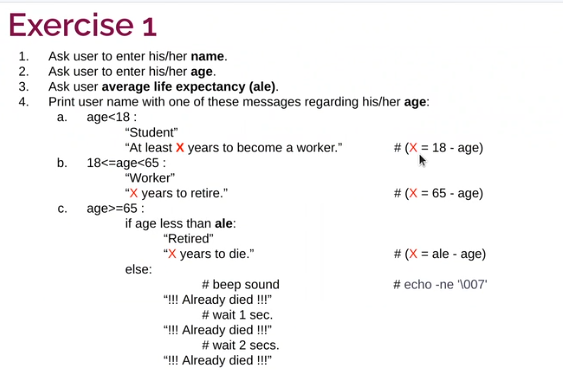 Exercise 1
1. Ask user to enter his/her name.
2. Ask user to enter his/her age.
3. Ask user average life expectancy (ale).
4. Print user name with one of these messages regarding his/her age:
a. age<18 :
“Student”
“At least X years to become a worker.” # (X = 18 - age)
b. 18<=age<65 :
“Worker”
“X years to retire.” # (X = 65 - age)
c. age>=65 :
if age less than ale:
“Retired”
“X years to die.” # (X = ale - age)
else:
# beep sound # echo -ne '\007'
“!!! Already died !!!”
# wait 1 sec.
“!!! Already died !!!”
# wait 2 secs.
“!!! Already died !!!”